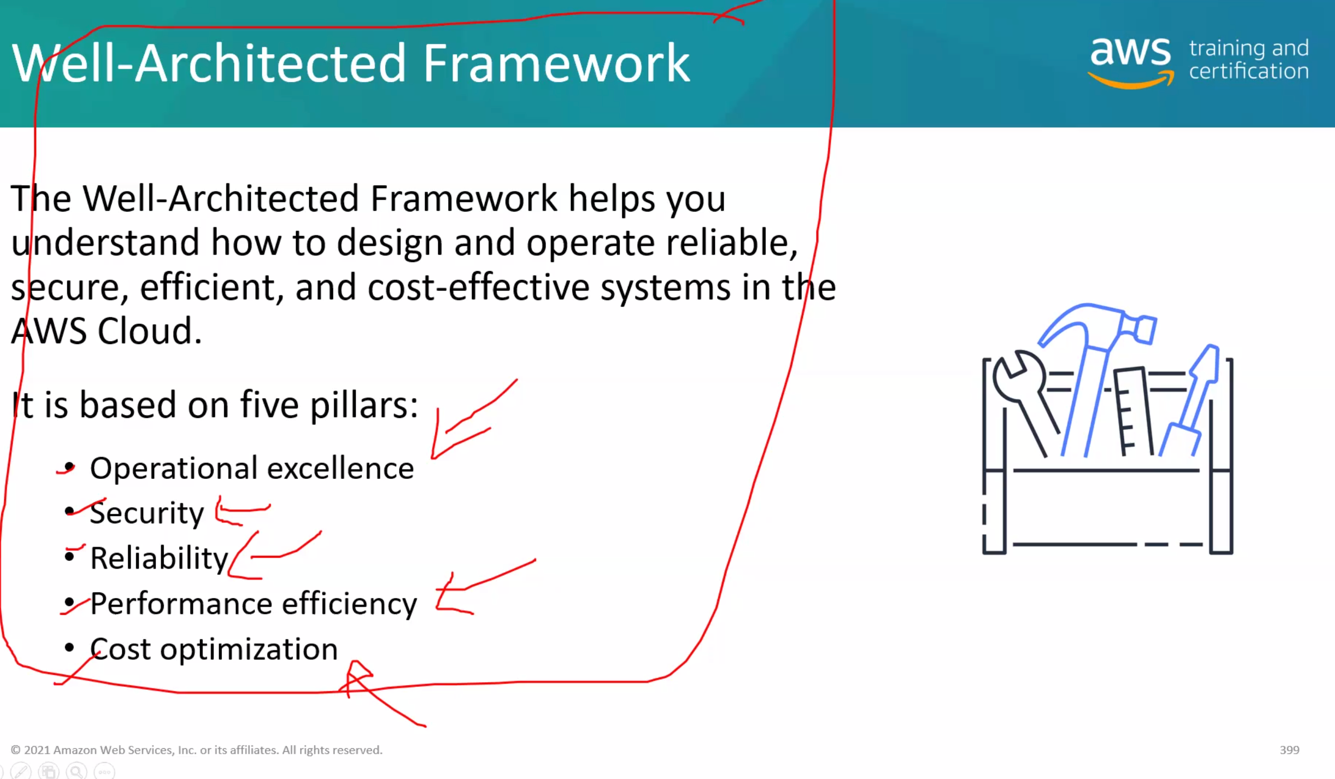 Well-Architected Framework
aws training and
certification
The Well-Architected Framework helps you
understand how to design and operate reliable,
secure, efficient, and cost-effective systems in the
AWS Cloud.
It is based on five pillars:
• Operational excellence
• Security
• Reliability
• Performance efficiency
• Cost optimization
© 2021 Amazon Web Services, Inc. or its affiliates. All rights reserved.
399